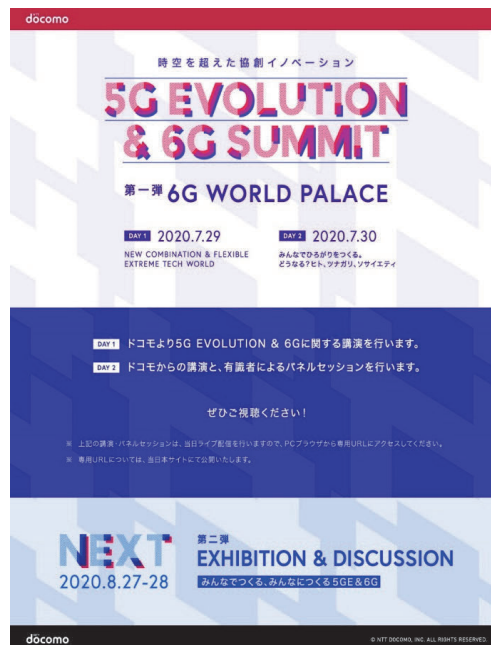 döcomo
時空を超えた協創イノベーション
5G EVOLUTION
& 6G SUMMIT
第一弾 6G WORLD PALACE
DAY 1 2020.7.29
NEW COMBINATION & FLEXIBLE
EXTREME TECH WORLD
DAY 2 2020.7.30
みんなでひろがりをつくる。
どうなる?ヒト、ツナガリ、ソサイエティ
DAY 1 ドコモより5G EVOLUTION & 6Gに関する講演を行います。
DAY 2 ドコモからの講演と、有識者によるパネルセッションを行います。
ぜひご視聴ください!
※ 上記の講演・パネルセッションは、当日ライブ配信を行いますので、PCブラウザから専用URLにアクセスしてください。
※ 専用URLについては、当日本サイトにて公開いたします。
NEXT
2020.8.27-28
第二弾
EXHIBITION & DISCUSSION
みんなでつくる、みんなにつくる5GE&6G
döcomo
© NTT DOCOMO, INC. ALL RIGHTS RESERVED.